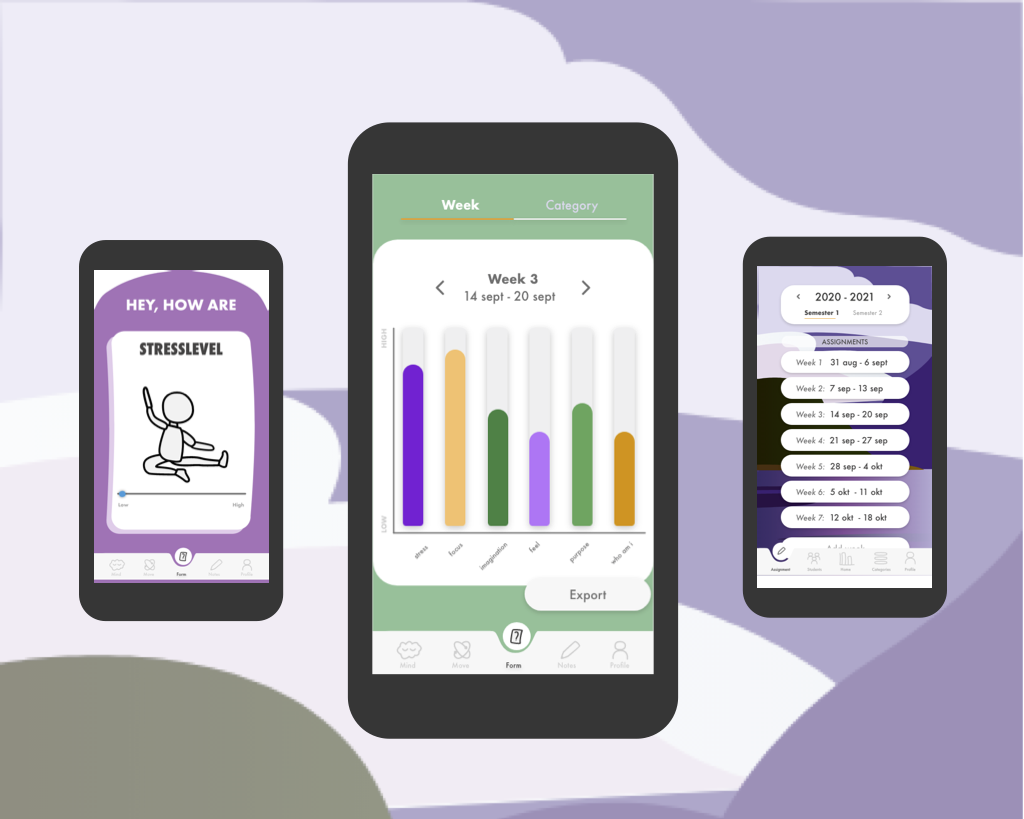 HEY, HOW ARE
STRESSLEVEL
Low
High
Mind
Move
Form
Notes
Profile
Week
Category
Week 3
14 sept - 20 sept
HIGH
LOW
stress
focus
imagination
feel
purpose
who am i
Export
Mind
Move
Form
Notes
Profile
2020 - 2021
Semester 1
Semester 2
ASSIGNMENTS
Week 1 31 aug - 6 sept
Week 2: 7 sep - 13 sep
Week 3: 14 sep - 20 sep
Week 4: 21 sep - 27 sep
Week 5: 28 sep - 4 okt
Week 6: 5 okt - 11 okt
Week 7: 12 okt - 18 okt
Assignment
Students
Categories
Profile